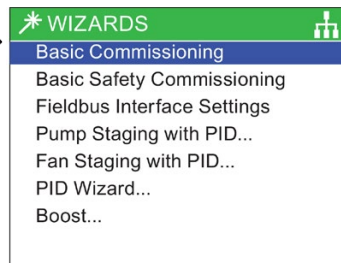 WIZARDS
Basic Commissioning
Basic Safety Commissioning
Fieldbus Interface Settings
Pump Staging with PID...
Fan Staging with PID...
PID Wizard...
Boost...